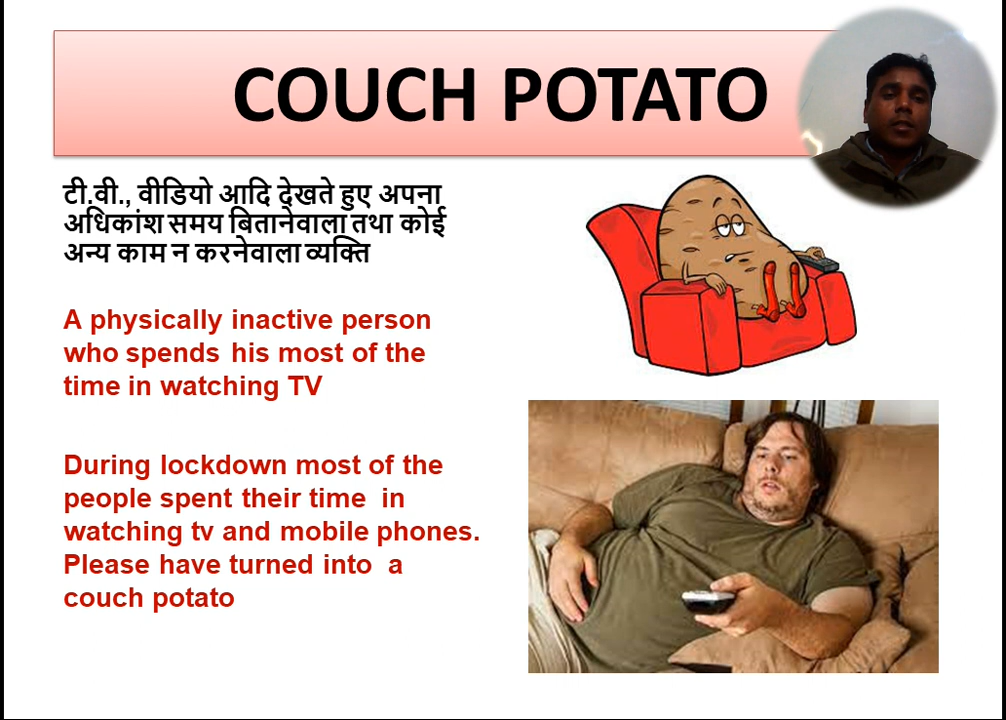 COUCH POTATO
टी.वी., वीडियो आदि देखते हुए अपना
अधिकांश समय बितानेवाला तथा कोई
अन्य काम न करनेवाला व्यक्ति
A physically inactive person
who spends his most of the
time in watching TV
During lockdown most of the
people spent their time in
watching tv and mobile phones.
Please have turned into a
couch potato